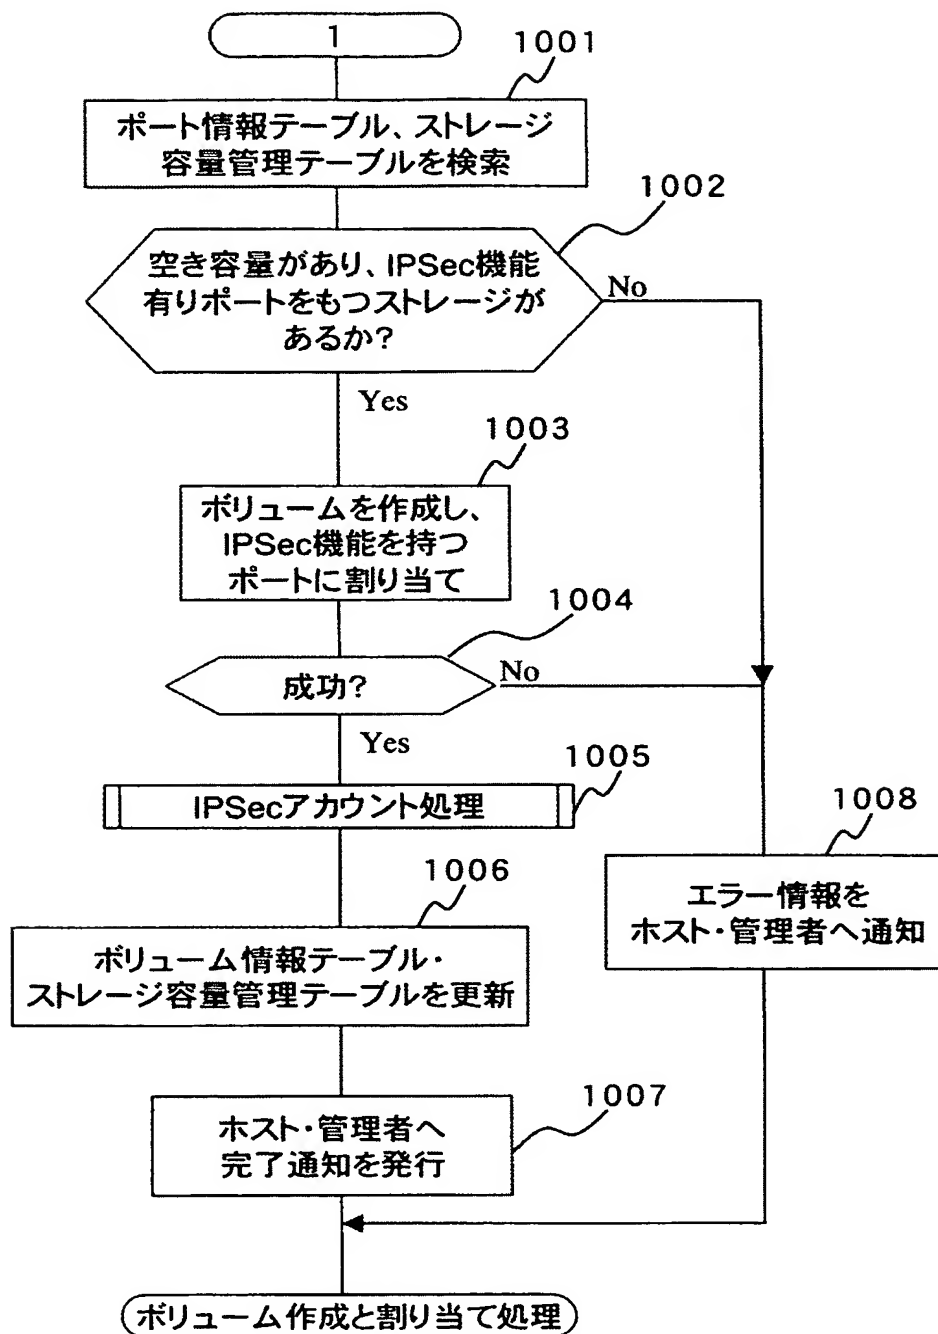 1
1001
ポート情報テーブル、ストレージ
容量管理テーブルを検索
1002
空き容量があり、IPSec機能
有りポートをもつストレージが
あるか?
No
Yes
1003
ボリュームを作成し、
IPSec機能を持つ
ポートに割り当て
1004
成功?
No
Yes
1005
IPSecアカウント処理
1008
エラー情報を
ホスト・管理者へ通知
1006
ボリューム情報テーブル・
ストレージ容量管理テーブルを更新
1007
ホスト・管理者へ
完了通知を発行
ボリューム作成と割り当て処理